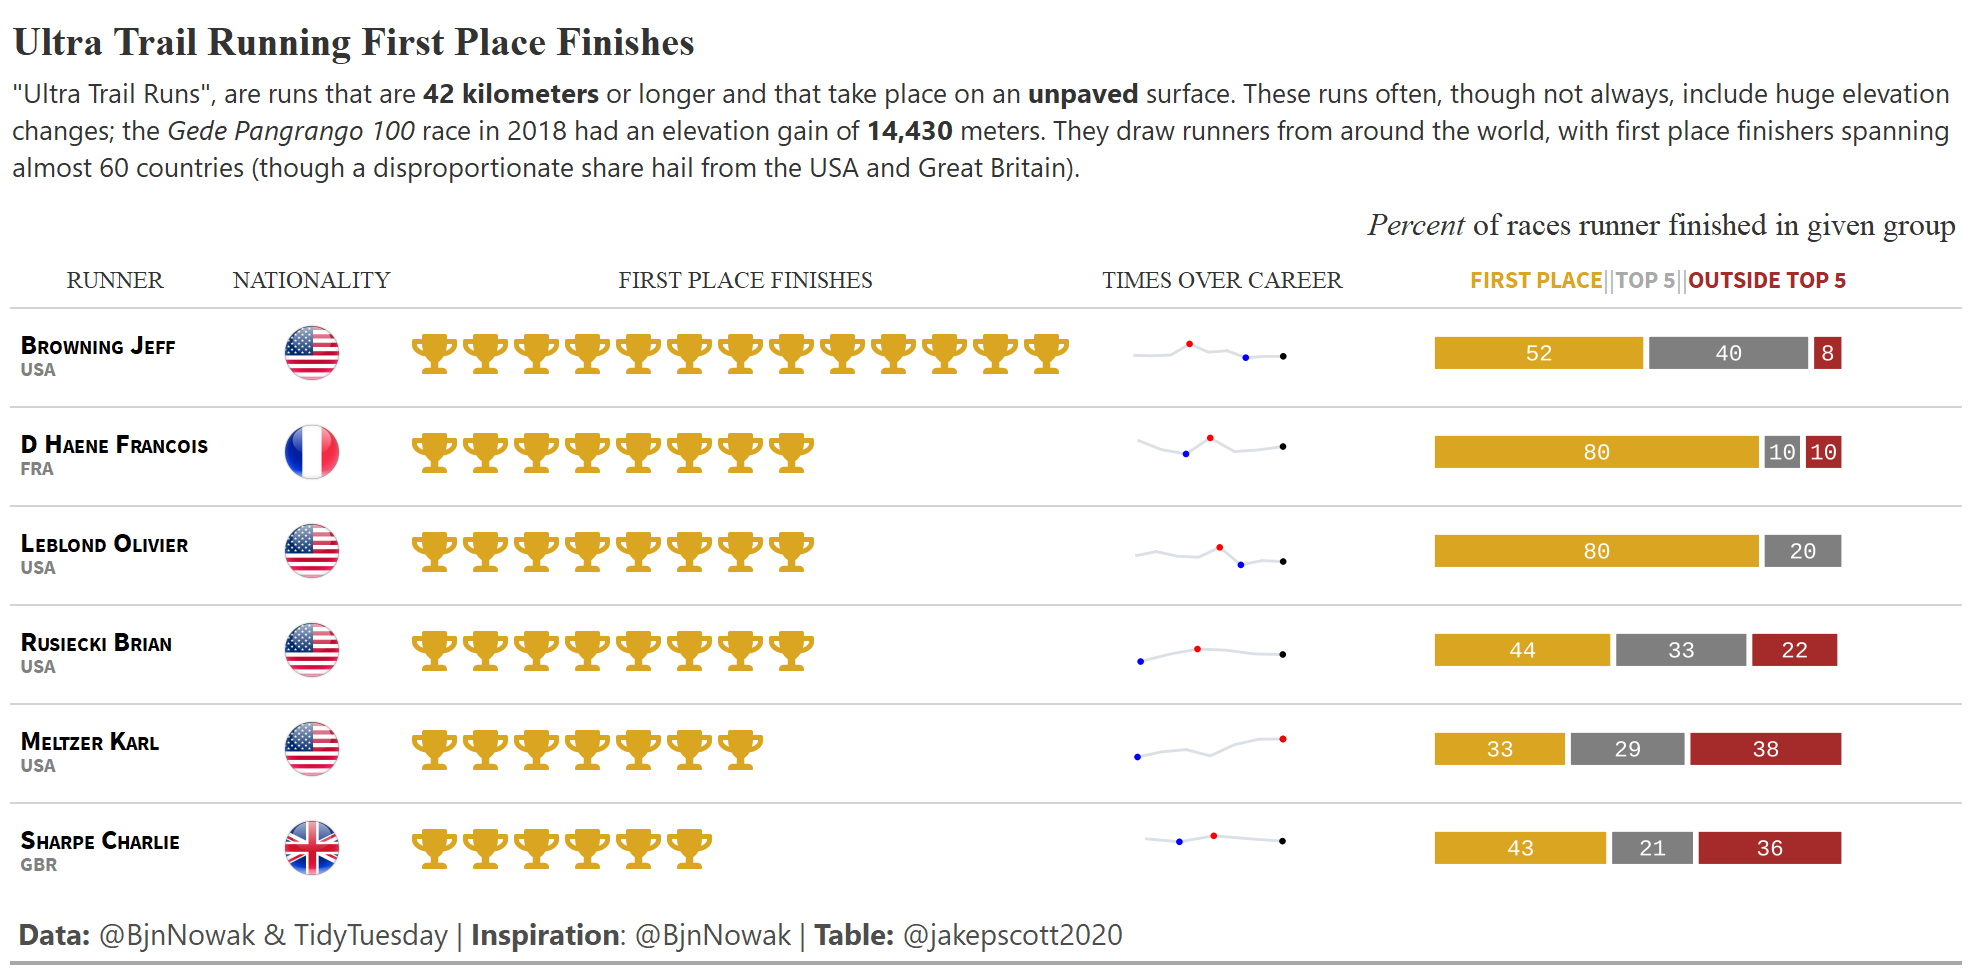 Ultra Trail Running First Place Finishes
"Ultra Trail Runs", are runs that are 42 kilometers or longer and that take place on an unpaved surface. These runs often, though not always, include huge elevation
changes; the Gede Pangrango 100 race in 2018 had an elevation gain of 14,430 meters. They draw runners from around the world, with first place finishers spanning
almost 60 countries (though a disproportionate share hail from the USA and Great Britain).
Percent of races runner finished in given group
RUNNER NATIONALITY FIRST PLACE FINISHES TIMES OVER CAREER FIRST PLACE||TOP 5||OUTSIDE TOP 5
Browning Jeff 52 40 8
USA
D Haene Francois 80 10 10
FRA
Leblond Olivier 80 20
USA
Rusiecki Brian 44 33 22
USA
Meltzer Karl 33 29 38
USA
Sharpe Charlie 43 21 36
GBR
Data: @BjnNowak & TidyTuesday | Inspiration: @BjnNowak | Table: @jakepscott2020